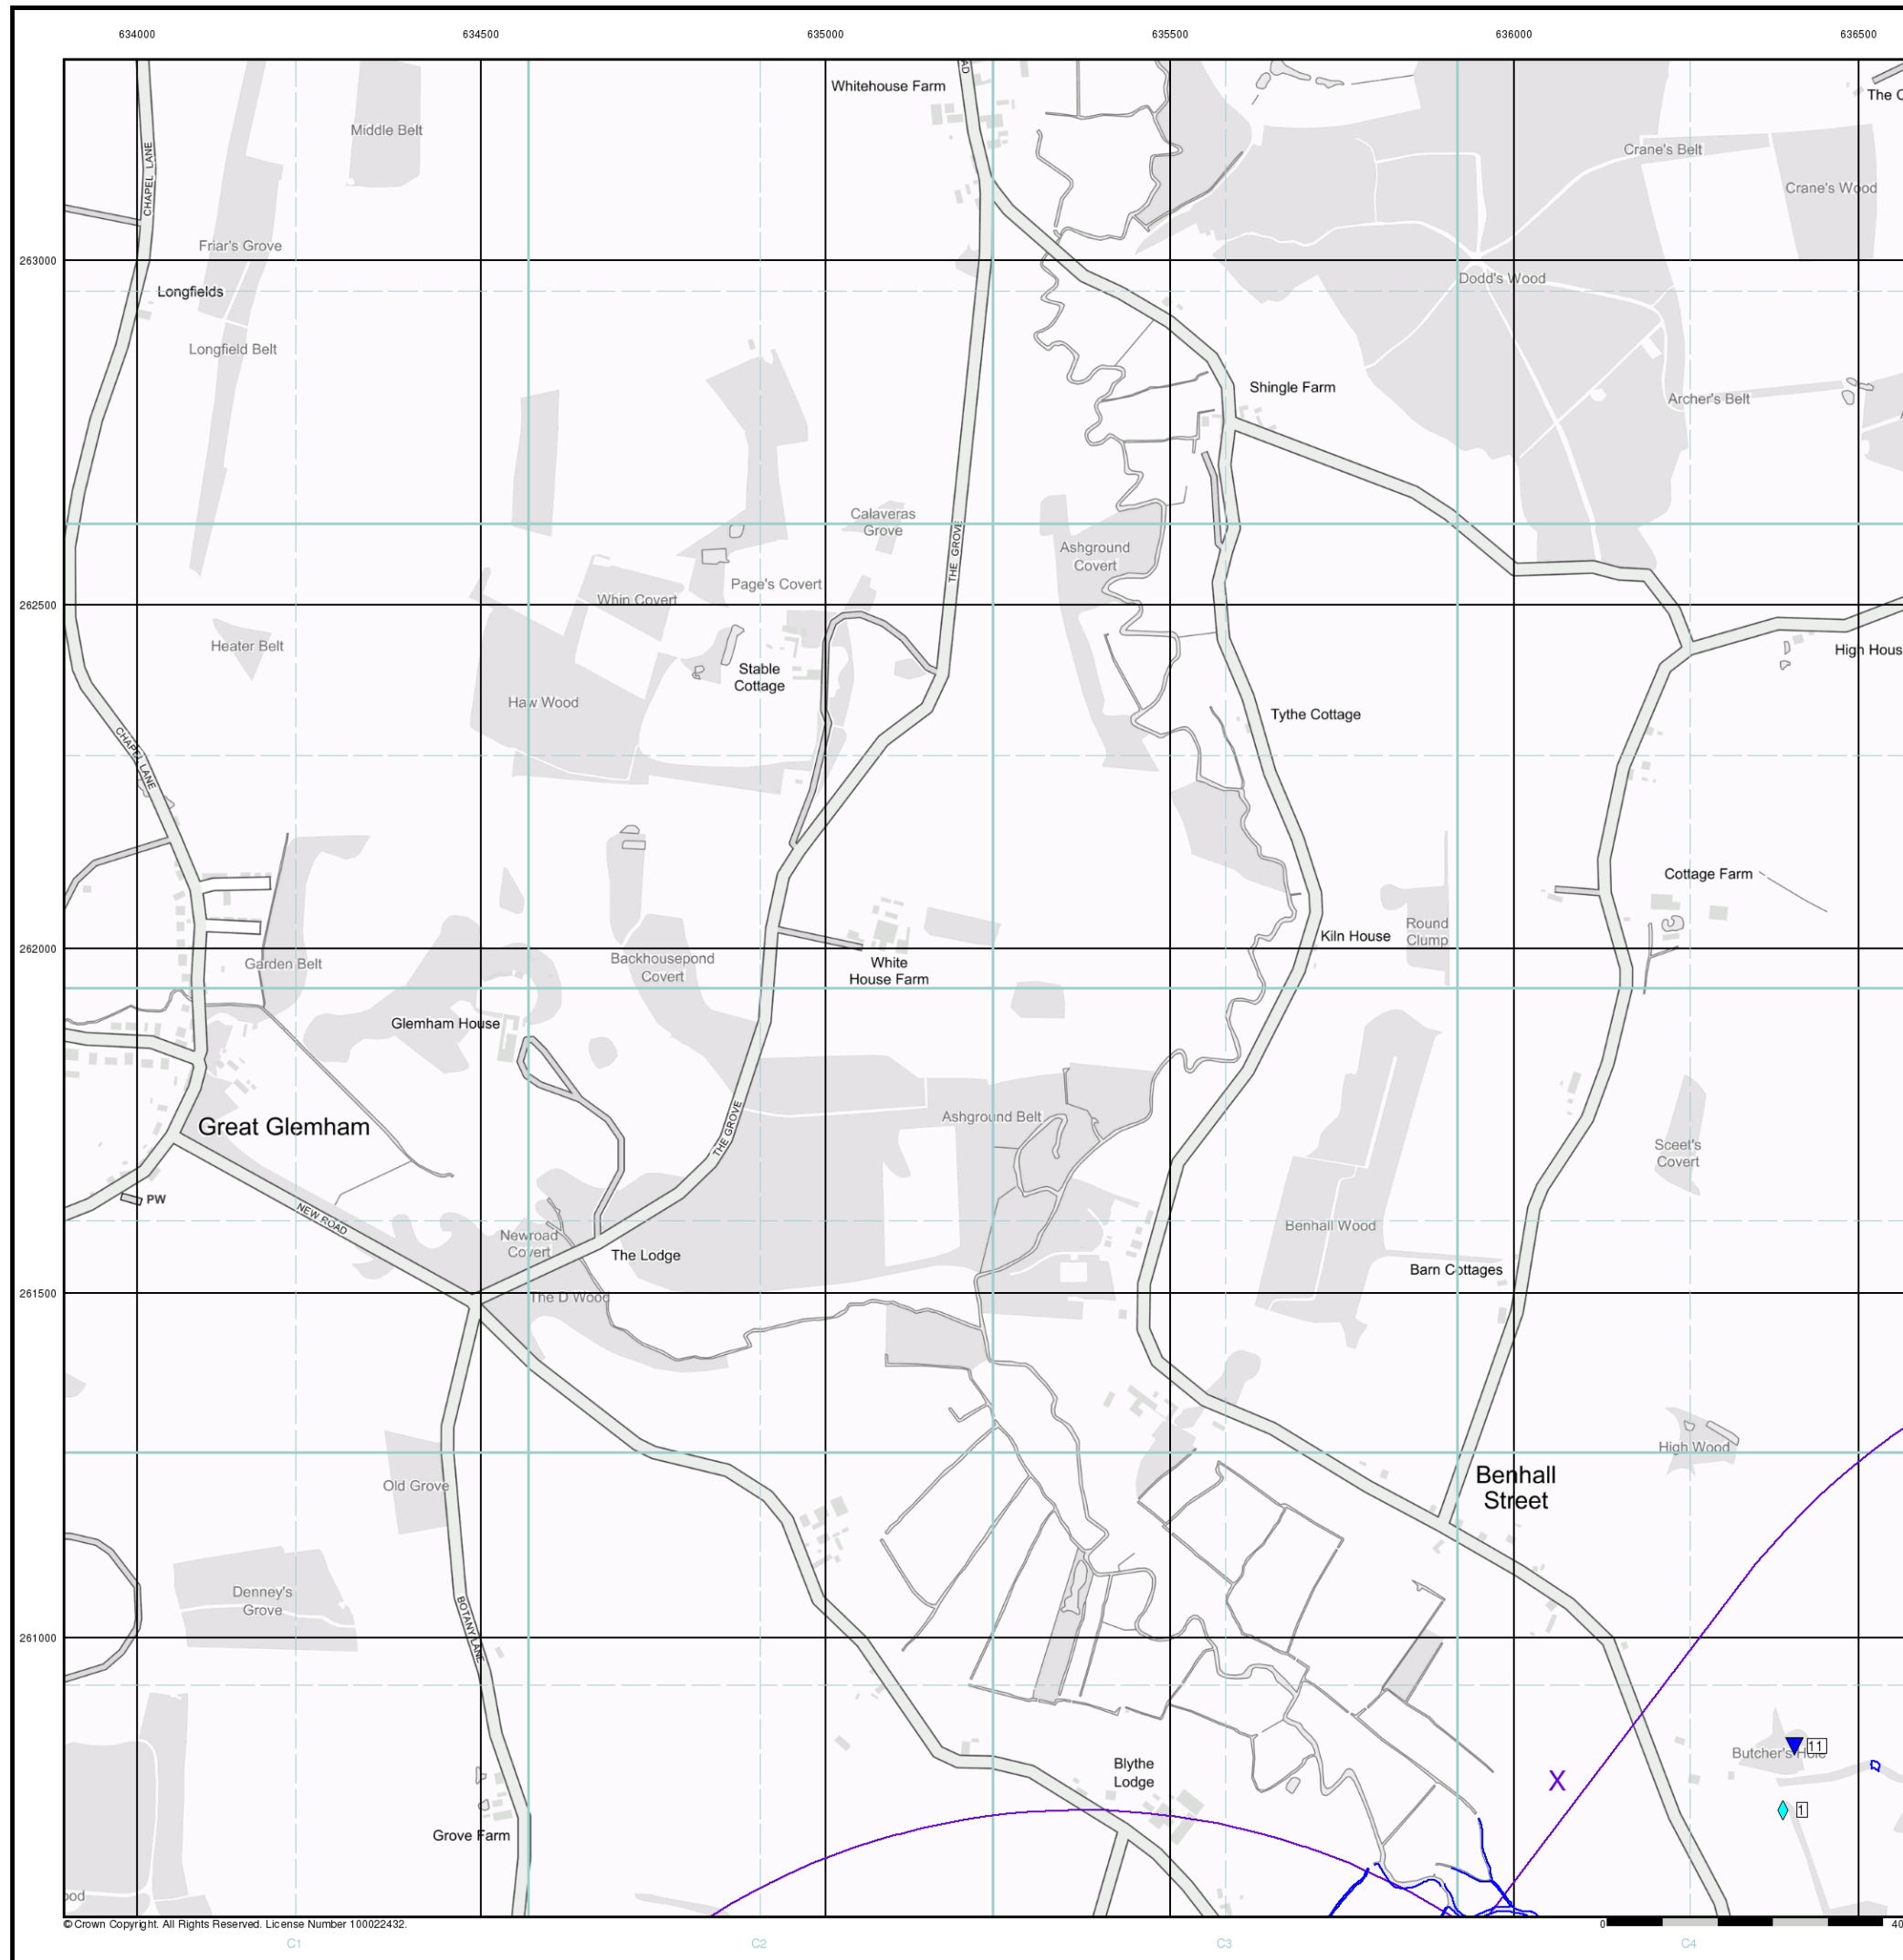 634000 634500 635000 635500 636000 636500
Whitehouse Farm
The C
Middle Belt
Crane's Belt
CHAPEL LANE
Crane's Wood
Friar's Grove
263000
Dodd's Wood
Longfields
Longfield Belt
Shingle Farm
Archer's Belt
Calaveras
Grove
THE GROVE
Ashground
Covert
Page's Covert
Whin Covert
262500
Heater Belt
High Hous
Stable
Cottage
Haw Wood
Tythe Cottage
CHAPEL LANE
Cottage Farm
Round
Clump
Kiln House
262000
Garden Belt
Backhousepond
Covert
White
House Farm
Glemham House
Great Glemham
Ashground Belt
THE GROVE
Sceet's
Covert
PW
NEW ROAD
Newroad
Covert
Benhall Wood
The Lodge
Barn Cottages
261500
The D Wood
High Wood
Benhall
Street
Old Grove
Denney's
Grove
BOTANY LANE
261000
Butcher's Hole
11
Blythe
Lodge
X
1
Grove Farm
ood
© Crown Copyright. All Rights Reserved. License Number 100022432.
0 40
C1 C2 C3 C4